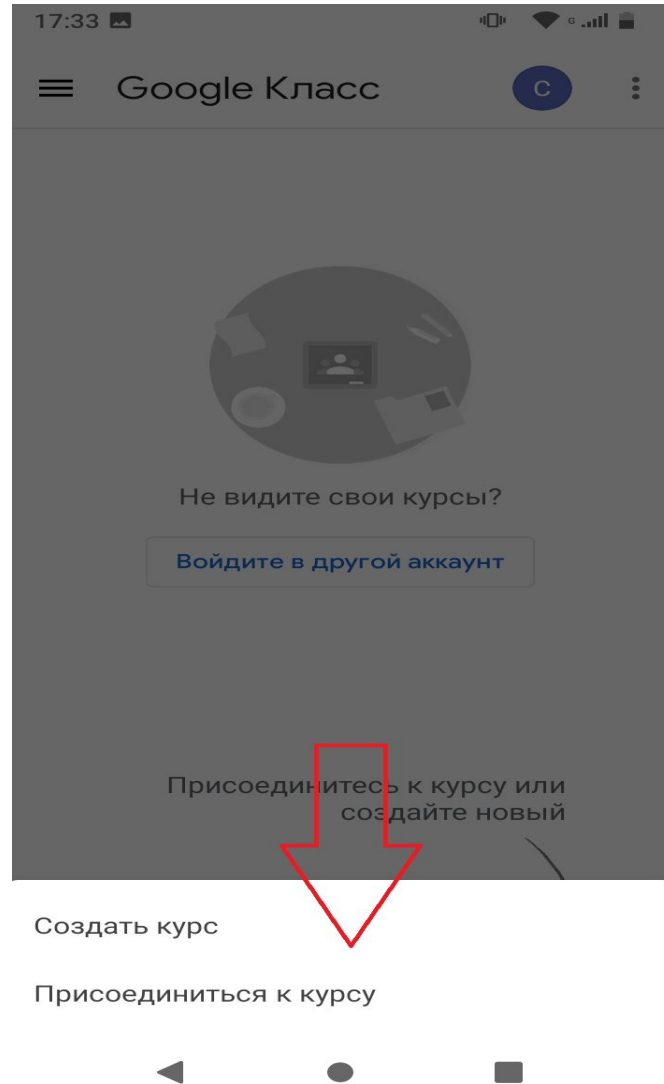 17:33
Google Класс
С
G
Не видите свои курсы?
Войдите в другой аккаунт
Присоединитесь к курсу или
создайте новый
Создать курс
Присоединиться к курсу